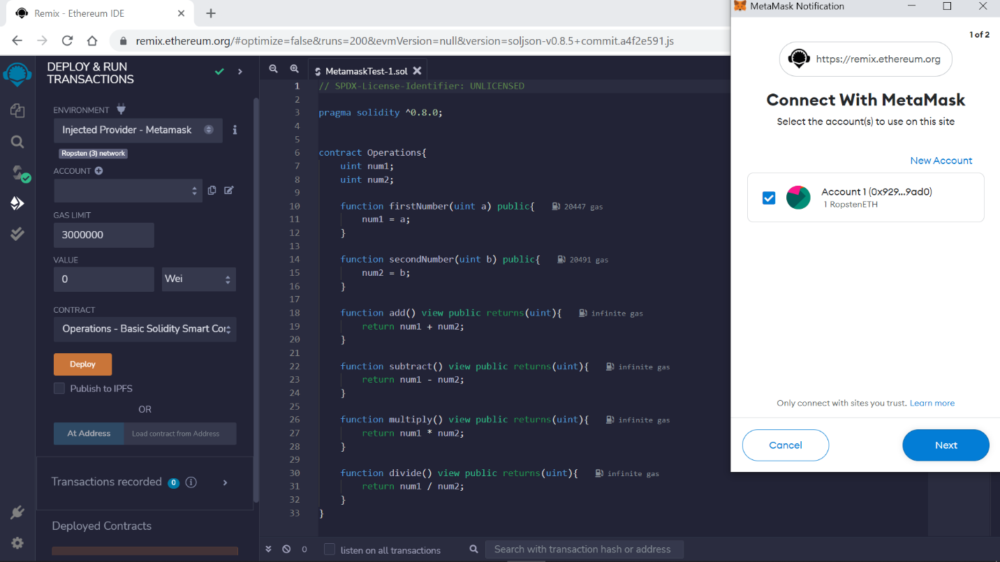 Remix - Ethereum IDE
remix.ethereum.org/#optimize=false&runs=200&evmVersion=null&version=soljson-v0.8.5+commit.a4f2e591.js
DEPLOY & RUN
TRANSACTIONS
ENVIRONMENT
Injected Provider - Metamask
Ropsten (3) network
ACCOUNT
GAS LIMIT
3000000
VALUE
0
Wei
CONTRACT
Operations - Basic Solidity Smart Con
Deploy
Publish to IPFS
OR
At Address
Load contract from Address
Transactions recorded 0 i
Deployed Contracts
MetamaskTest-1.sol
1 // SPDX-License-Identifier: UNLICENSED
2
3 pragma solidity ^0.8.0;
4
5
6 contract Operations{
7 uint num1;
8 uint num2;
9
10 function firstNumber(uint a) public{ 20447 gas
11 num1 = a;
12 }
13
14 function secondNumber(uint b) public{ 20491 gas
15 num2 = b;
16 }
17
18 function add() view public returns(uint){ infinite gas
19 return num1 + num2;
20 }
21
22 function subtract() view public returns(uint){ infinite gas
23 return num1 - num2;
24 }
25
26 function multiply() view public returns(uint){ infinite gas
27 return num1 * num2;
28 }
29
30 function divide() view public returns(uint){ infinite gas
31 return num1 / num2;
32 }
33 }
0 listen on all transactions
Search with transaction hash or address
MetaMask Notification
1 of 2
https://remix.ethereum.org
Connect With MetaMask
Select the account(s) to use on this site
New Account
Account 1 (0x929...9ad0)
1 RopstenETH
Only connect with sites you trust. Learn more
Cancel
Next